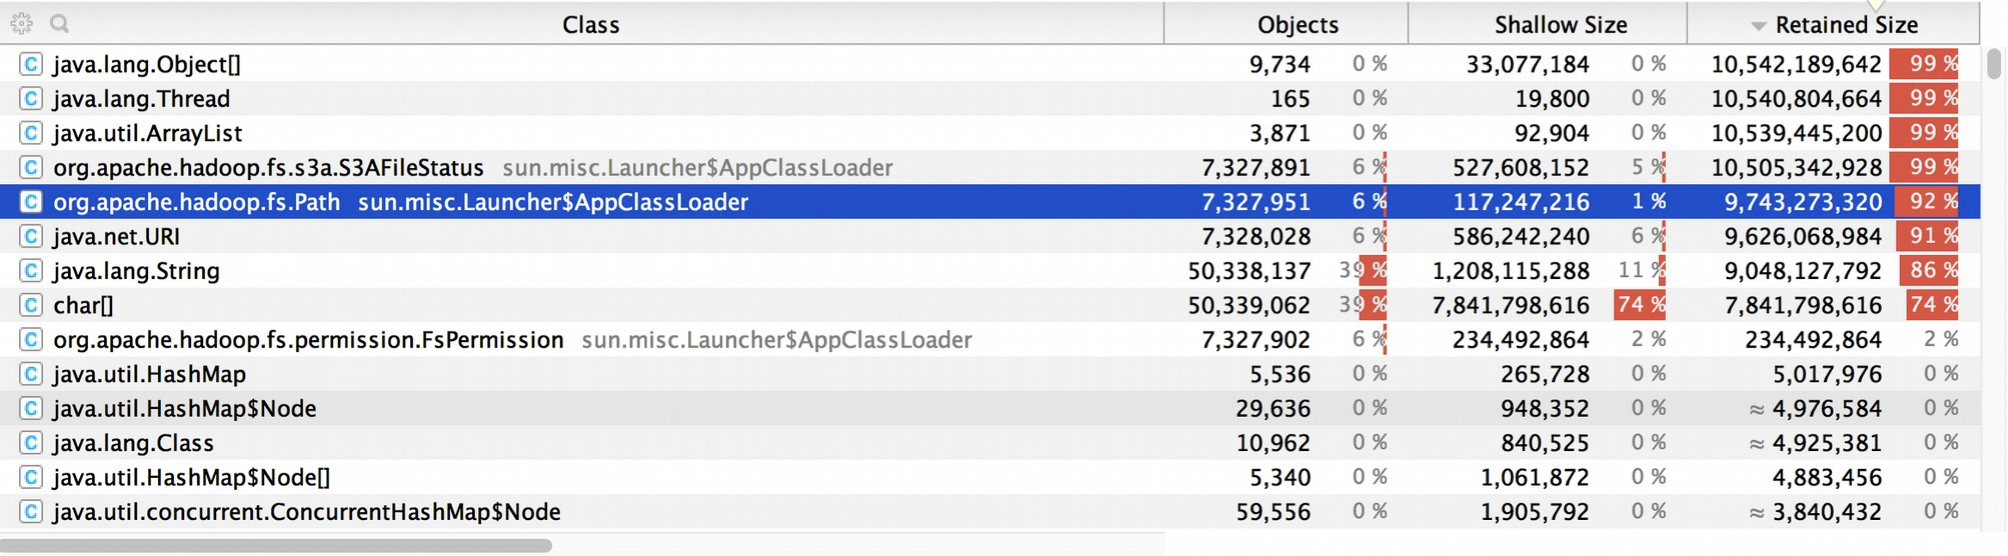 Class Objects Shallow Size Retained Size
C java.lang.Object[] 9,734 0 % 33,077,184 0 % 10,542,189,642 99 %
C java.lang.Thread 165 0 % 19,800 0 % 10,540,804,664 99 %
C java.util.ArrayList 3,871 0 % 92,904 0 % 10,539,445,200 99 %
C org.apache.hadoop.fs.s3a.S3AFileStatus sun.misc.Launcher$AppClassLoader 7,327,891 6 % 527,608,152 5 % 10,505,342,928 99 %
C org.apache.hadoop.fs.Path sun.misc.Launcher$AppClassLoader 7,327,951 6 % 117,247,216 1 % 9,743,273,320 92 %
C java.net.URI 7,328,028 6 % 586,242,240 6 % 9,626,068,984 91 %
C java.lang.String 50,338,137 39 % 1,208,115,288 11 % 9,048,127,792 86 %
C char[] 50,339,062 39 % 7,841,798,616 74 % 7,841,798,616 74 %
C org.apache.hadoop.fs.permission.FsPermission sun.misc.Launcher$AppClassLoader 7,327,902 6 % 234,492,864 2 % 234,492,864 2 %
C java.util.HashMap 5,536 0 % 265,728 0 % 5,017,976 0 %
C java.util.HashMap$Node 29,636 0 % 948,352 0 % ≈ 4,976,584 0 %
C java.lang.Class 10,962 0 % 840,525 0 % ≈ 4,925,381 0 %
C java.util.HashMap$Node[] 5,340 0 % 1,061,872 0 % 4,883,456 0 %
C java.util.concurrent.ConcurrentHashMap$Node 59,556 0 % 1,905,792 0 % ≈ 3,840,432 0 %